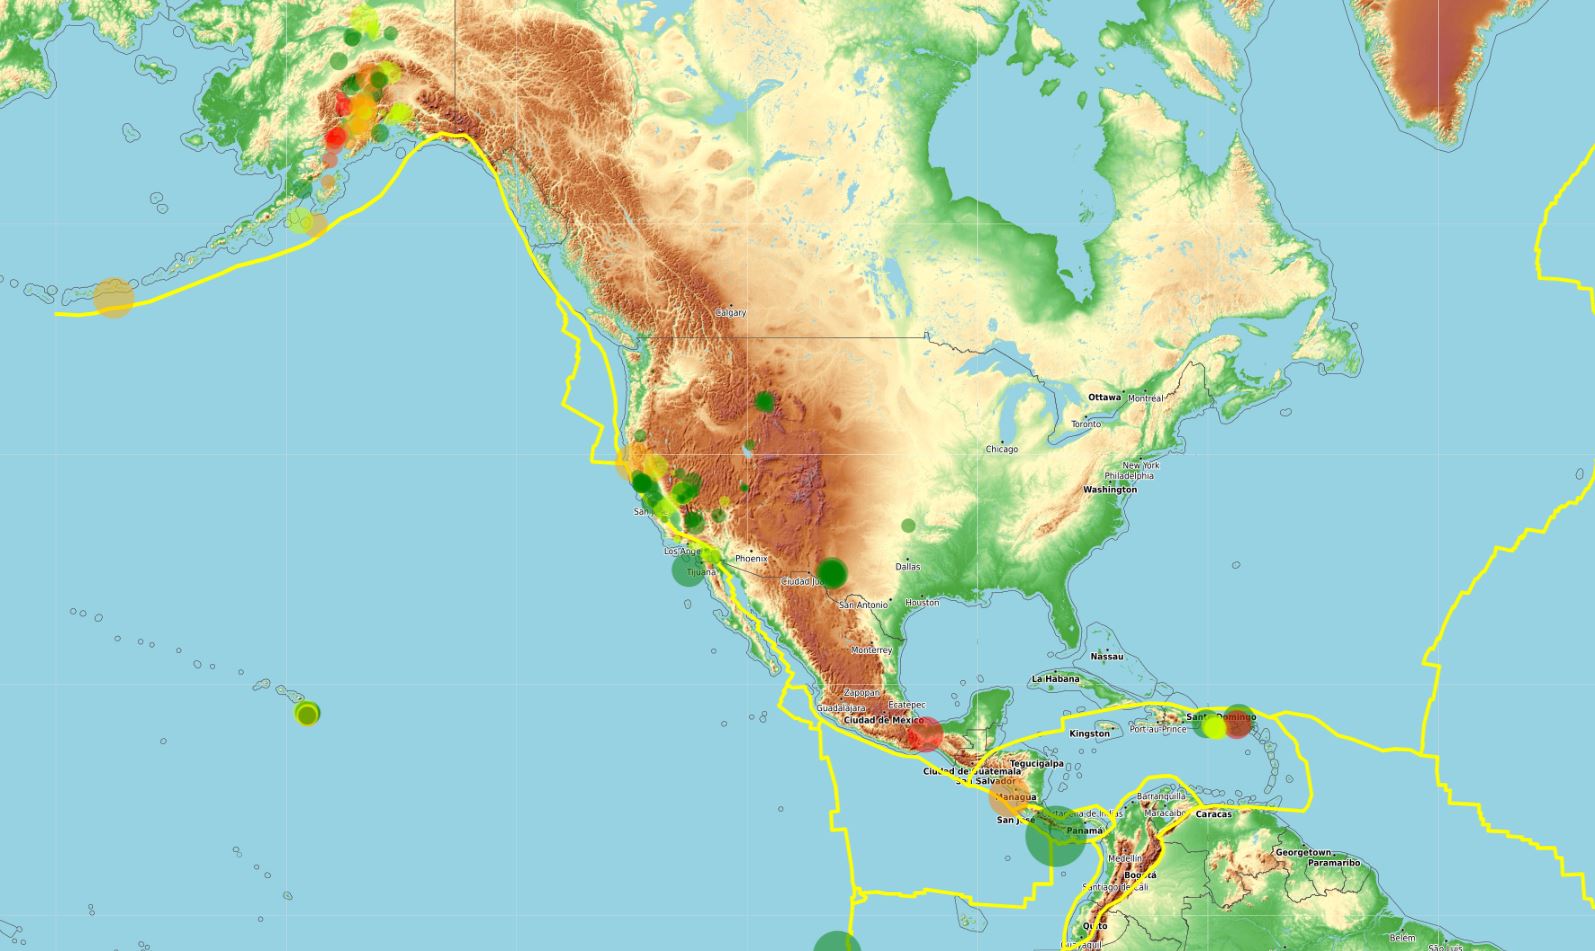 Calgary
Ottawa
Montréal
Toronto
Chicago
New York
Philadelphia
Washington
San J
Los Ange
Phoenix
Tijuana
Dallas
Ciudad Ju
San Antonio
Houston
Monterrey
Nassau
La Habana
Zapopan
Guadalajara
Ecatepec
Ciudad de México
Santo Domingo
Port-au-Prince
Kingston
Tegucigalpa
Ciudad de Guatemala
San Salvador
Managua
Barranquilla
Cartagena de Indias
Maracaibo
Caracas
San José
Panamá
Georgetown
Medellín
Paramaribo
Bogotá
Santiago de Cali
Quito
Guayaquil
Belém
São Luís